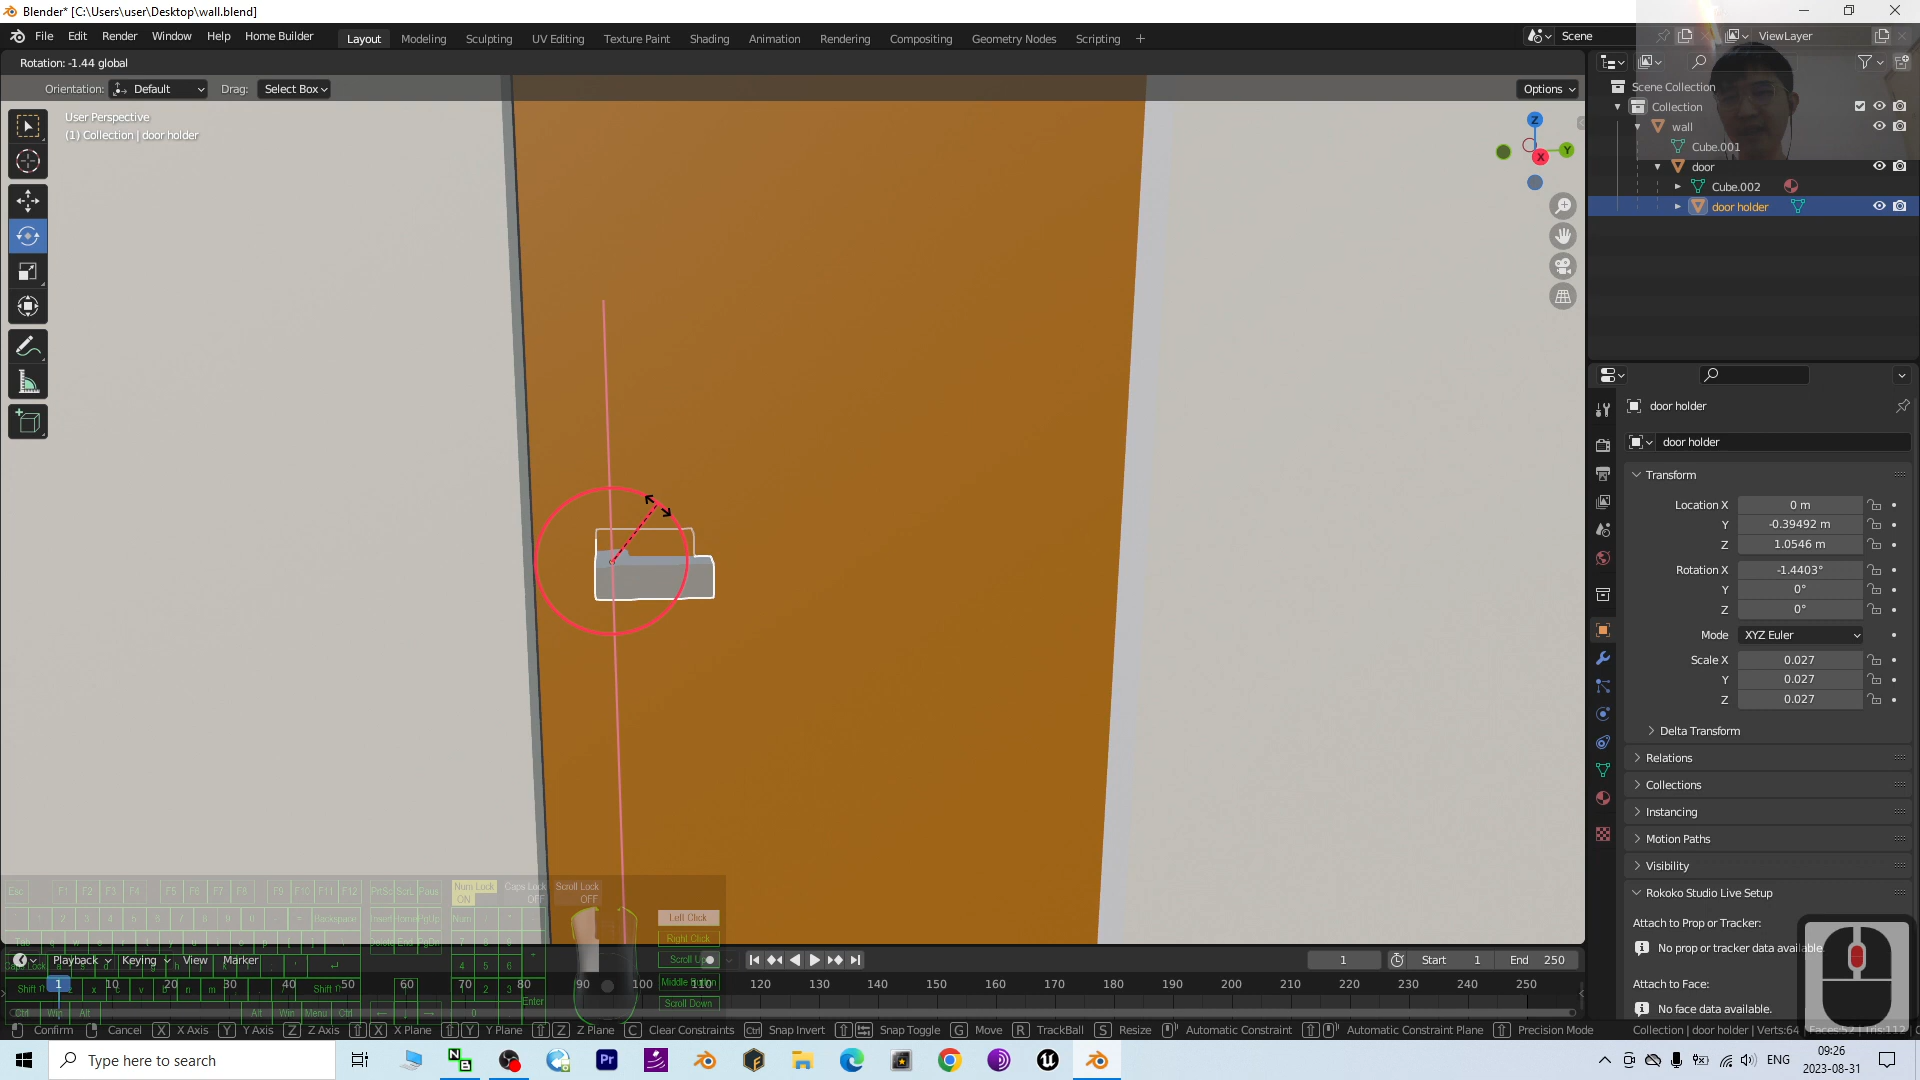 Blender* [C:\Users\user\Desktop\wall.blend]
File Edit Render Window Help Home Builder
Layout Modeling Sculpting UV Editing Texture Paint Shading Animation Rendering Compositing Geometry Nodes Scripting
Scene ViewLayer
Rotation: -1.44 global
Orientation: Default Drag: Select Box Options
User Perspective
(1) Collection | door holder
Z
Y
X
Scene Collection
Collection
wall
Cube.001
door
Cube.002
door holder
door holder
door holder
Transform
Location X 0 m
Y -0.39492 m
Z 1.0546 m
Rotation X -1.4403°
Y 0°
Z 0°
Mode XYZ Euler
Scale X 0.027
Y 0.027
Z 0.027
Delta Transform
Relations
Collections
Instancing
Motion Paths
Visibility
Rokoko Studio Live Setup
Attach to Prop or Tracker:
No prop or tracker data available.
Attach to Face:
No face data available.
Esc F1 F2 F3 F4 F5 F6 F7 F8 F9 F10 F11 F12 PrtSc ScrL Paus
Num Lock Caps Lock Scroll Lock
ON OFF OFF
Left Click
Right Click
Scroll Up
Middle Button
Scroll Down
Playback Keying View Marker
1 Start 1 End 250
1 10 20 30 40 50 60 70 80 90 100 110 120 130 140 150 160 170 180 190 200 210 220 230 240 250
Confirm Cancel X X Axis Y Y Axis Z Z Axis X X Plane Y Y Plane Z Z Plane C Clear Constraints Ctrl Snap Invert Snap Toggle G Move R TrackBall S Resize Automatic Constraint Automatic Constraint Plane Precision Mode Collection | door holder | Verts:64 Faces:52 | Tris:112
Type here to search
ENG
09:26
2023-08-31